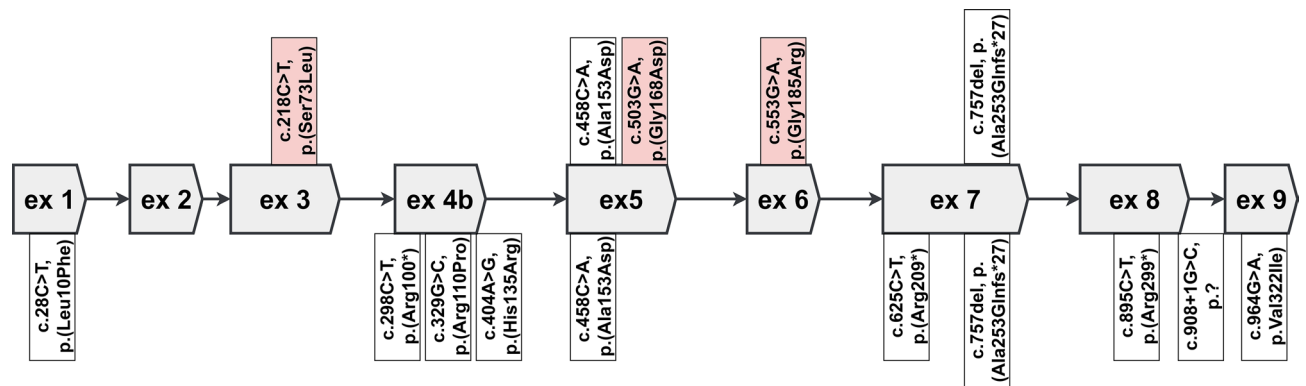 c.218C>T,
p.(Ser73Leu)
c.458C>A,
p.(Ala153Asp)
c.503G>A,
p.(Gly168Asp)
c.553G>A,
p.(Gly185Arg)
c.757del, p.
(Ala253Glnfs*27)
ex 1
ex 2
ex 3
ex 4b
ex5
ex 6
ex 7
ex 8
ex 9
c.28C>T,
p.(Leu10Phe)
c.298C>T,
p.(Arg100*)
c.329G>C,
p.(Arg110Pro)
c.404A>G,
p.(His135Arg)
c.458C>A,
p.(Ala153Asp)
c.625C>T,
p.(Arg209*)
c.757del, p.
(Ala253Glnfs*27)
c.895C>T,
p.(Arg299*)
c.908+1G>C,
p.?
c.964G>A,
p.Val322Ile)